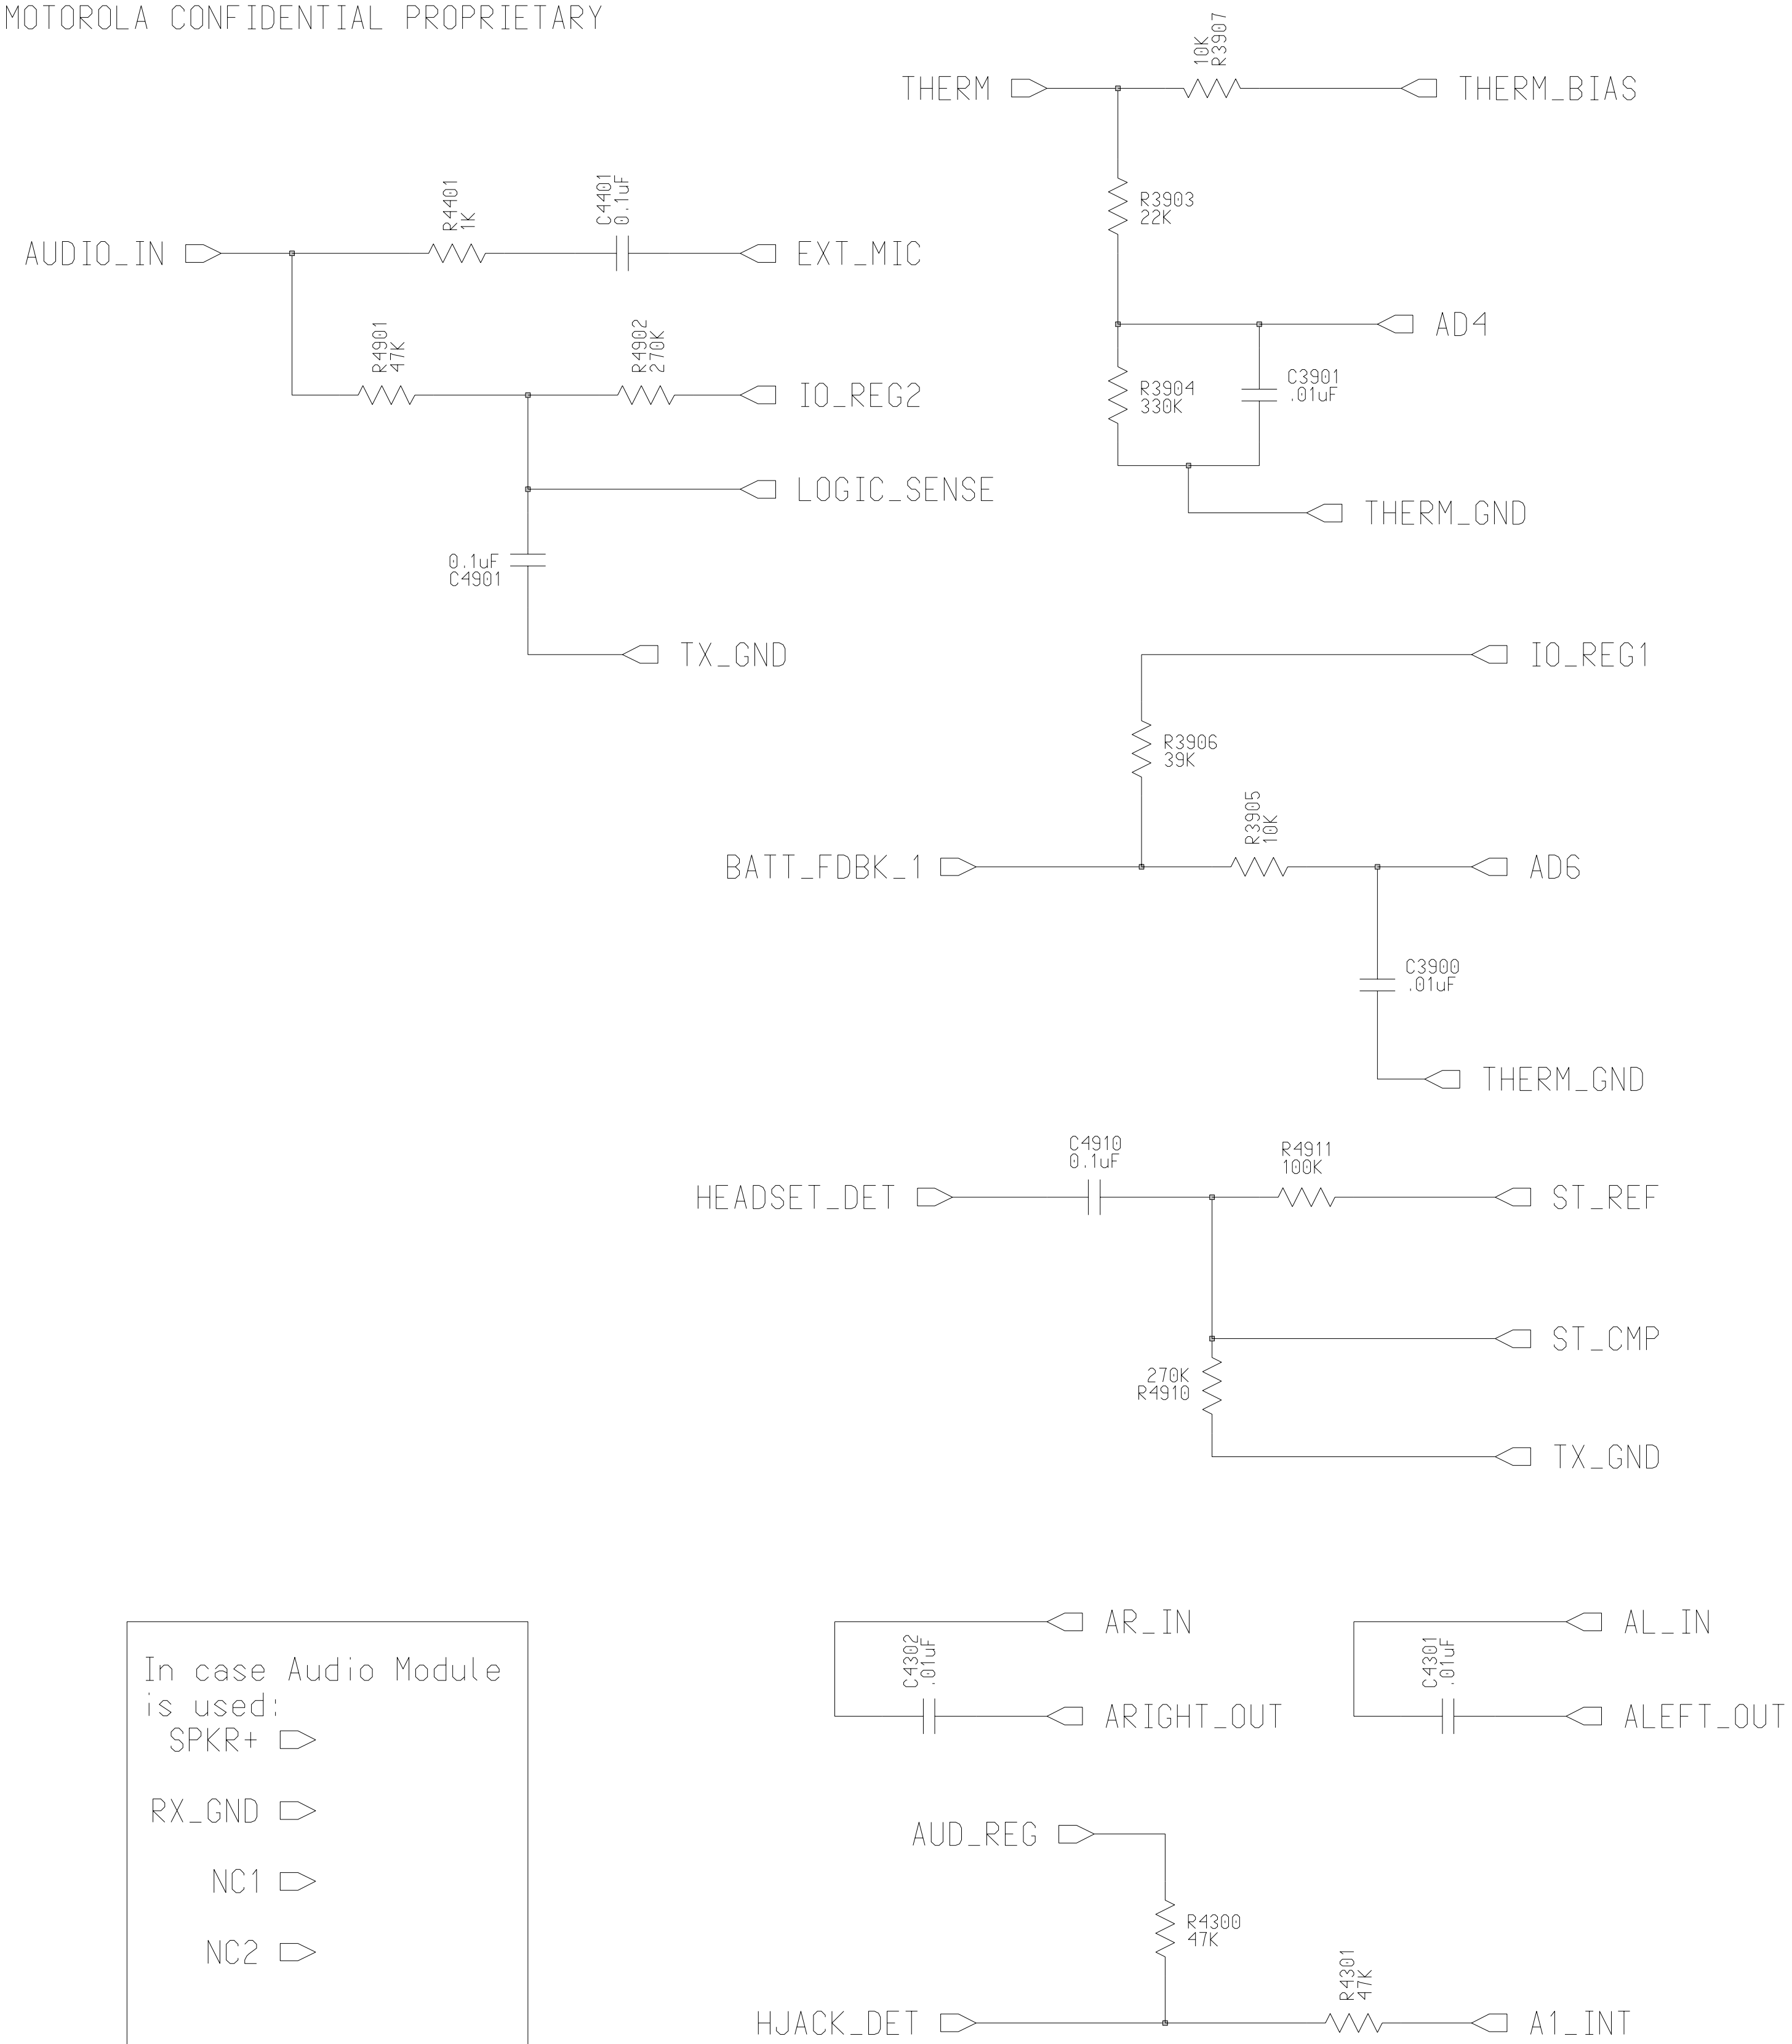 MOTOROLA CONFIDENTIAL PROPRIETARY
10K
R3907
THERM
THERM_BIAS
R3903
22K
R4401
1K
C4401
0.1uF
AUDIO_IN
EXT_MIC
AD4
R4901
47K
R4902
270K
R3904
330K
C3901
.01uF
IO_REG2
LOGIC_SENSE
THERM_GND
0.1uF
C4901
TX_GND
IO_REG1
R3906
39K
R3905
10K
BATT_FDBK_1
AD6
C3900
.01uF
THERM_GND
C4910
0.1uF
R4911
100K
HEADSET_DET
ST_REF
ST_CMP
270K
R4910
TX_GND
AR_IN
AL_IN
C4302
.01uF
C4301
.01uF
ARIGHT_OUT
ALEFT_OUT
In case Audio Module
is used:
SPKR+
RX_GND
NC1
NC2
AUD_REG
R4300
47K
R4301
47K
HJACK_DET
A1_INT